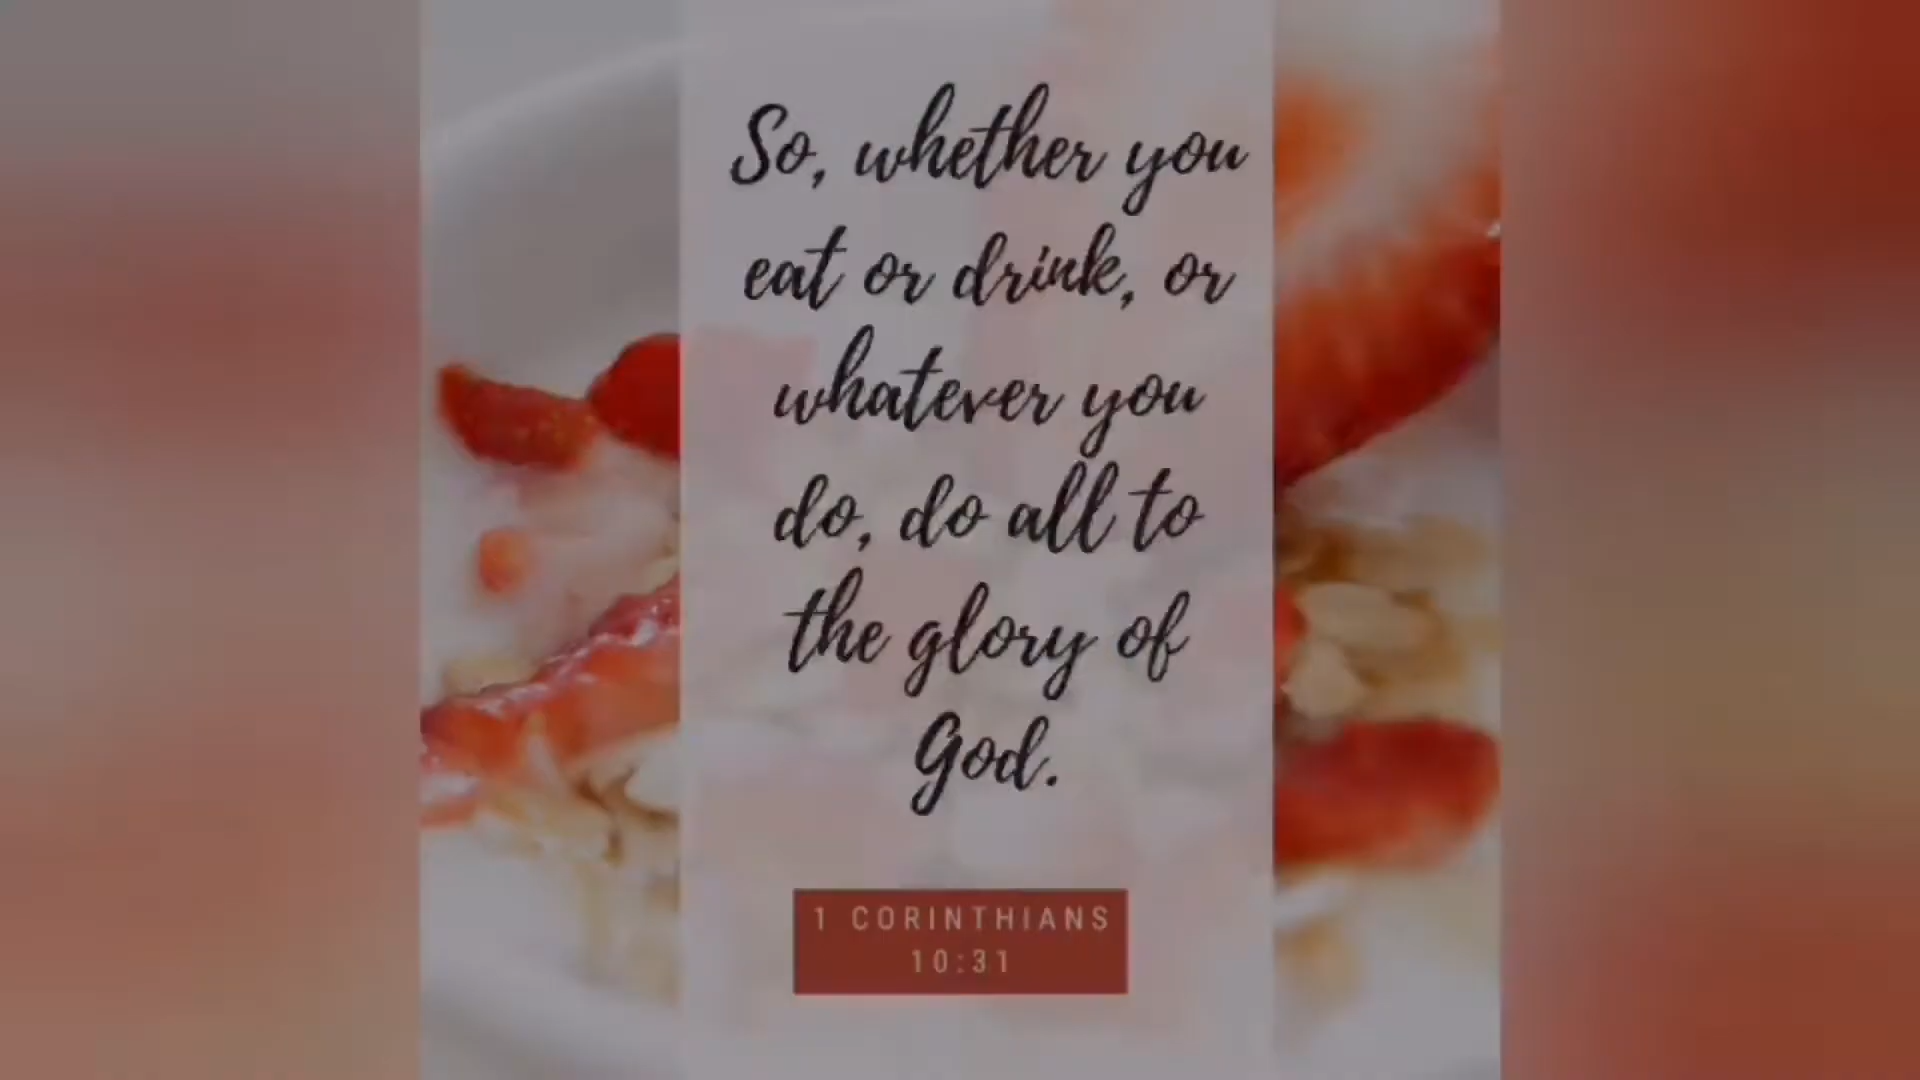 So, whether you
eat or drink, or
whatever you
do, do all to
the glory of
God.
1 CORINTHIANS
10:31